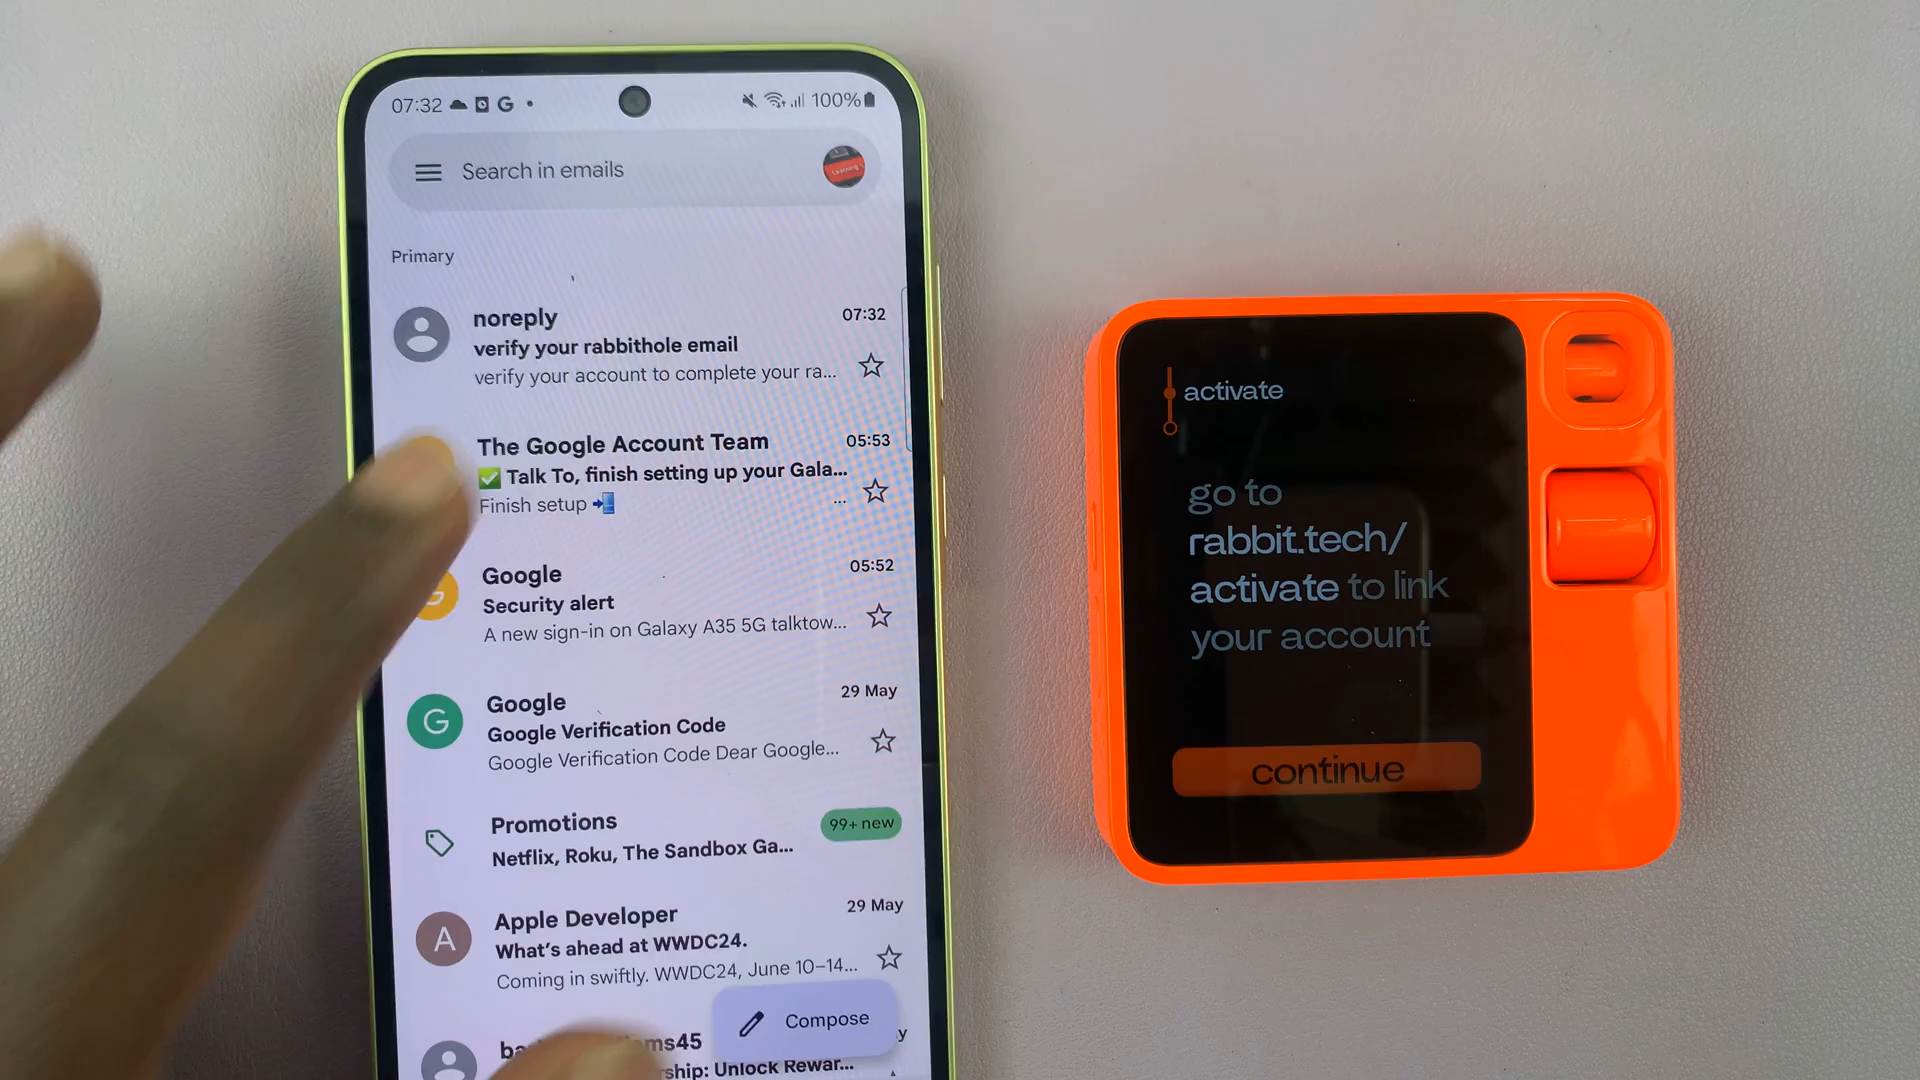 07:32 G 100%
Search in emails
Primary
noreply 07:32
verify your rabbithole email
verify your account to complete your ra...
The Google Account Team 05:53
✅ Talk To, finish setting up your Gala...
Finish setup 📲 ...
Google 05:52
Security alert
A new sign-in on Galaxy A35 5G talktow...
G Google 29 May
Google Verification Code
Google Verification Code Dear Google...
Promotions 99+ new
Netflix, Roku, The Sandbox Ga...
A Apple Developer 29 May
What's ahead at WWDC24.
Coming in swiftly. WWDC24, June 10–14...
Compose
Unlock Rewar...
activate
go to
rabbit.tech/
activate to link
your account
continue